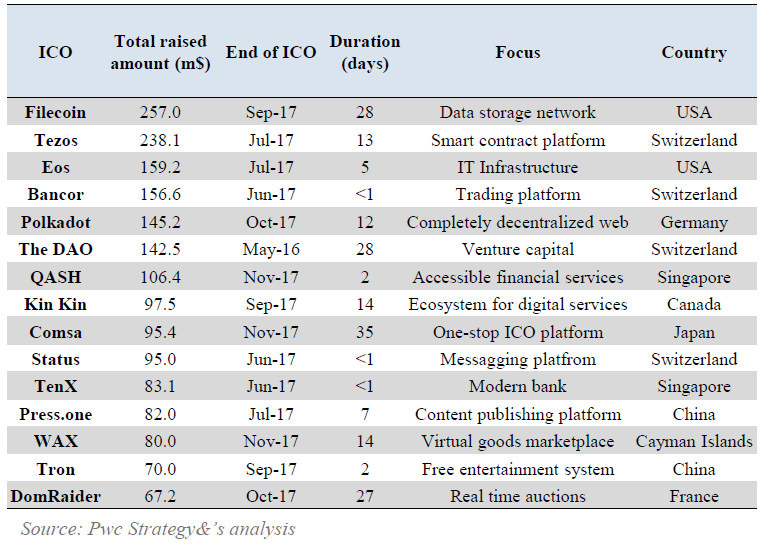 ICO Total raised amount (m$) End of ICO Duration (days) Focus Country
Filecoin 257.0 Sep-17 28 Data storage network USA
Tezos 238.1 Jul-17 13 Smart contract platform Switzerland
Eos 159.2 Jul-17 5 IT Infrastructure USA
Bancor 156.6 Jun-17 <1 Trading platform Switzerland
Polkadot 145.2 Oct-17 12 Completely decentralized web Germany
The DAO 142.5 May-16 28 Venture capital Switzerland
QASH 106.4 Nov-17 2 Accessible financial services Singapore
Kin Kin 97.5 Sep-17 14 Ecosystem for digital services Canada
Comsa 95.4 Nov-17 35 One-stop ICO platform Japan
Status 95.0 Jun-17 <1 Messagging platfrom Switzerland
TenX 83.1 Jun-17 <1 Modern bank Singapore
Press.one 82.0 Jul-17 7 Content publishing platform China
WAX 80.0 Nov-17 14 Virtual goods marketplace Cayman Islands
Tron 70.0 Sep-17 2 Free entertainment system China
DomRaider 67.2 Oct-17 27 Real time auctions France
Source: Pwc Strategy&’s analysis